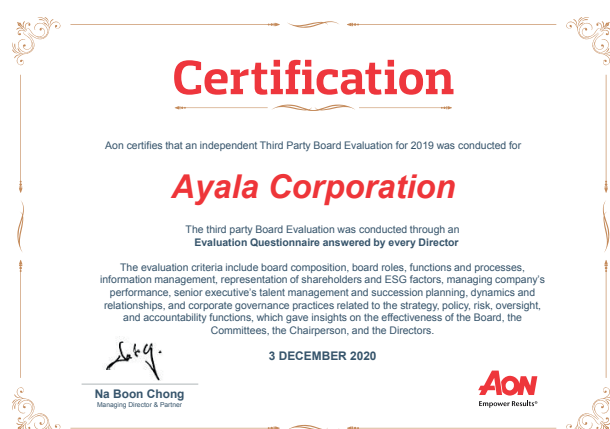 Certification
Aon certifies that an independent Third Party Board Evaluation for 2019 was conducted for
Ayala Corporation
The third party Board Evaluation was conducted through an
Evaluation Questionnaire answered by every Director
The evaluation criteria include board composition, board roles, functions and processes,
information management, representation of shareholders and ESG factors, managing company's
performance, senior executive's talent management and succession planning, dynamics and
relationships, and corporate governance practices related to the strategy, policy, risk, oversight,
and accountability functions, which gave insights on the effectiveness of the Board, the
Committees, the Chairperson, and the Directors.
3 DECEMBER 2020
Na Boon Chong
Managing Director & Partner
AON
Empower Results®